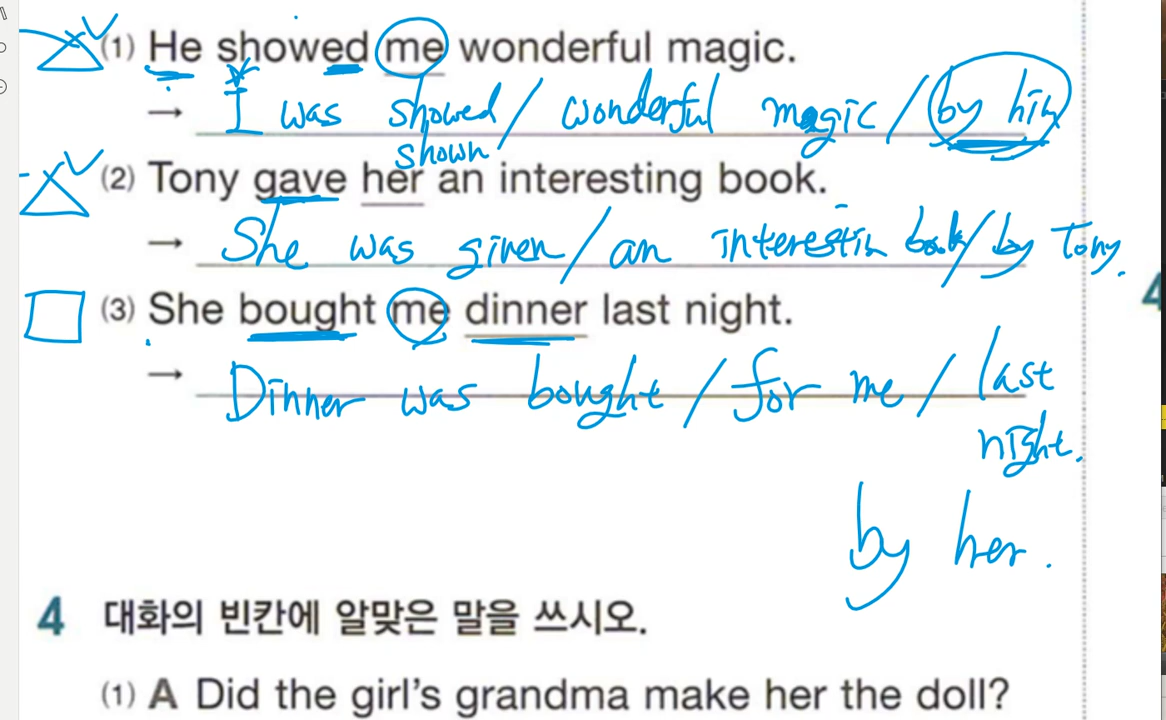 (1) He showed me wonderful magic.
→ I was showed / wonderful magic / by him
shown
(2) Tony gave her an interesting book.
→ She was given / an interestin book / by Tony.
(3) She bought me dinner last night.
→ Dinner was bought / for me / last
night.
by her.
4 대화의 빈칸에 알맞은 말을 쓰시오.
(1) A Did the girl's grandma make her the doll?
4